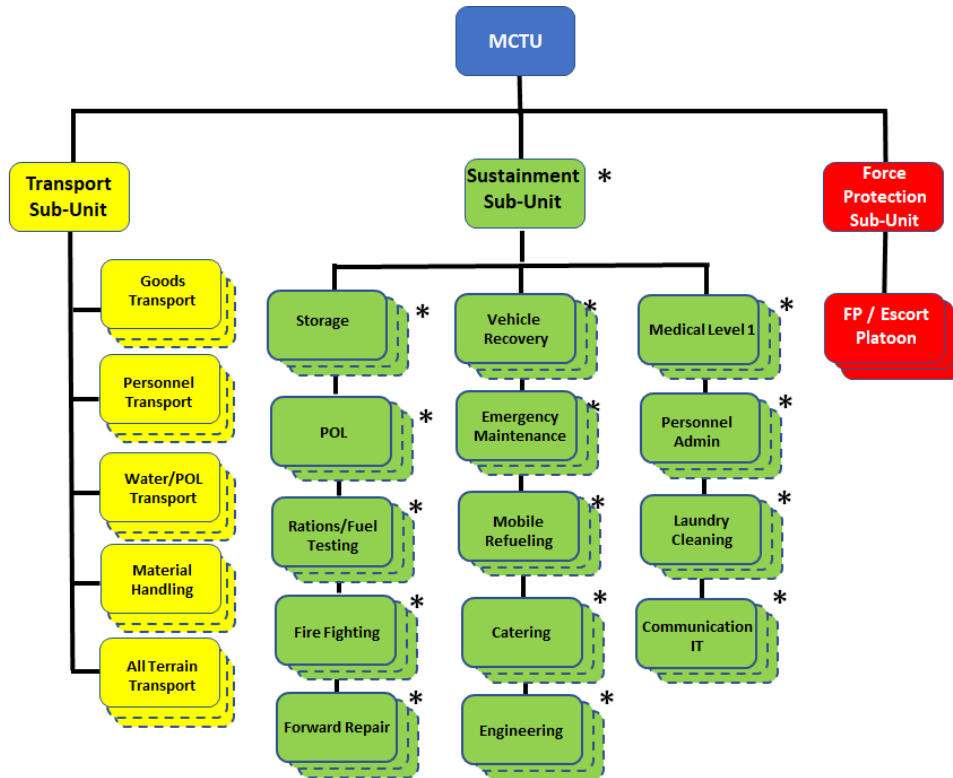 MCTU
Transport
Sub-Unit
Sustainment
Sub-Unit
*
Force
Protection
Sub-Unit
Goods
Transport
Personnel
Transport
Water/POL
Transport
Material
Handling
All Terrain
Transport
Storage
*
POL
*
Rations/Fuel
Testing
*
Fire Fighting
*
Forward Repair
*
Vehicle
Recovery
*
Emergency
Maintenance
*
Mobile
Refueling
*
Catering
*
Engineering
*
Medical Level 1
*
Personnel
Admin
*
Laundry
Cleaning
*
Communication
IT
*
FP / Escort
Platoon